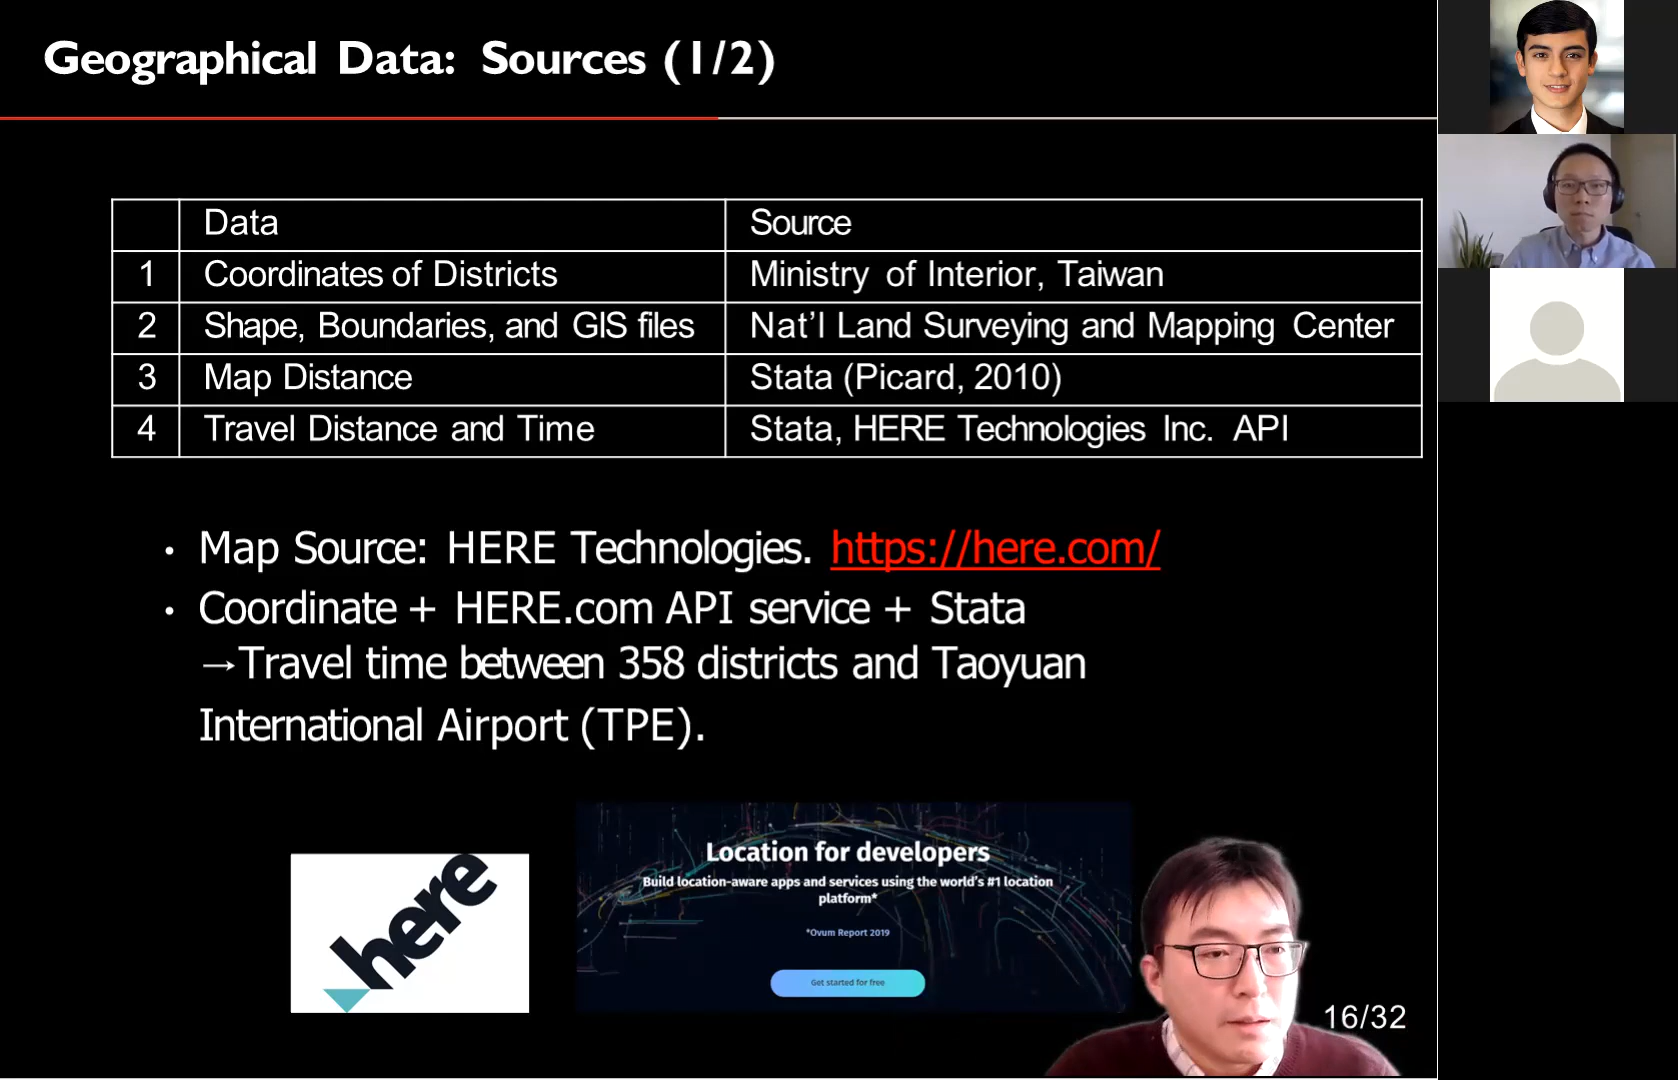 Geographical Data: Sources (1/2)
Data Source
1 Coordinates of Districts Ministry of Interior, Taiwan
2 Shape, Boundaries, and GIS files Nat'l Land Surveying and Mapping Center
3 Map Distance Stata (Picard, 2010)
4 Travel Distance and Time Stata, HERE Technologies Inc. API
• Map Source: HERE Technologies. https://here.com/
• Coordinate + HERE.com API service + Stata
→Travel time between 358 districts and Taoyuan
International Airport (TPE).
here
Location for developers
Build location-aware apps and services using the world's #1 location
platform*
*Ovum Report 2019
Get started for free
16/32